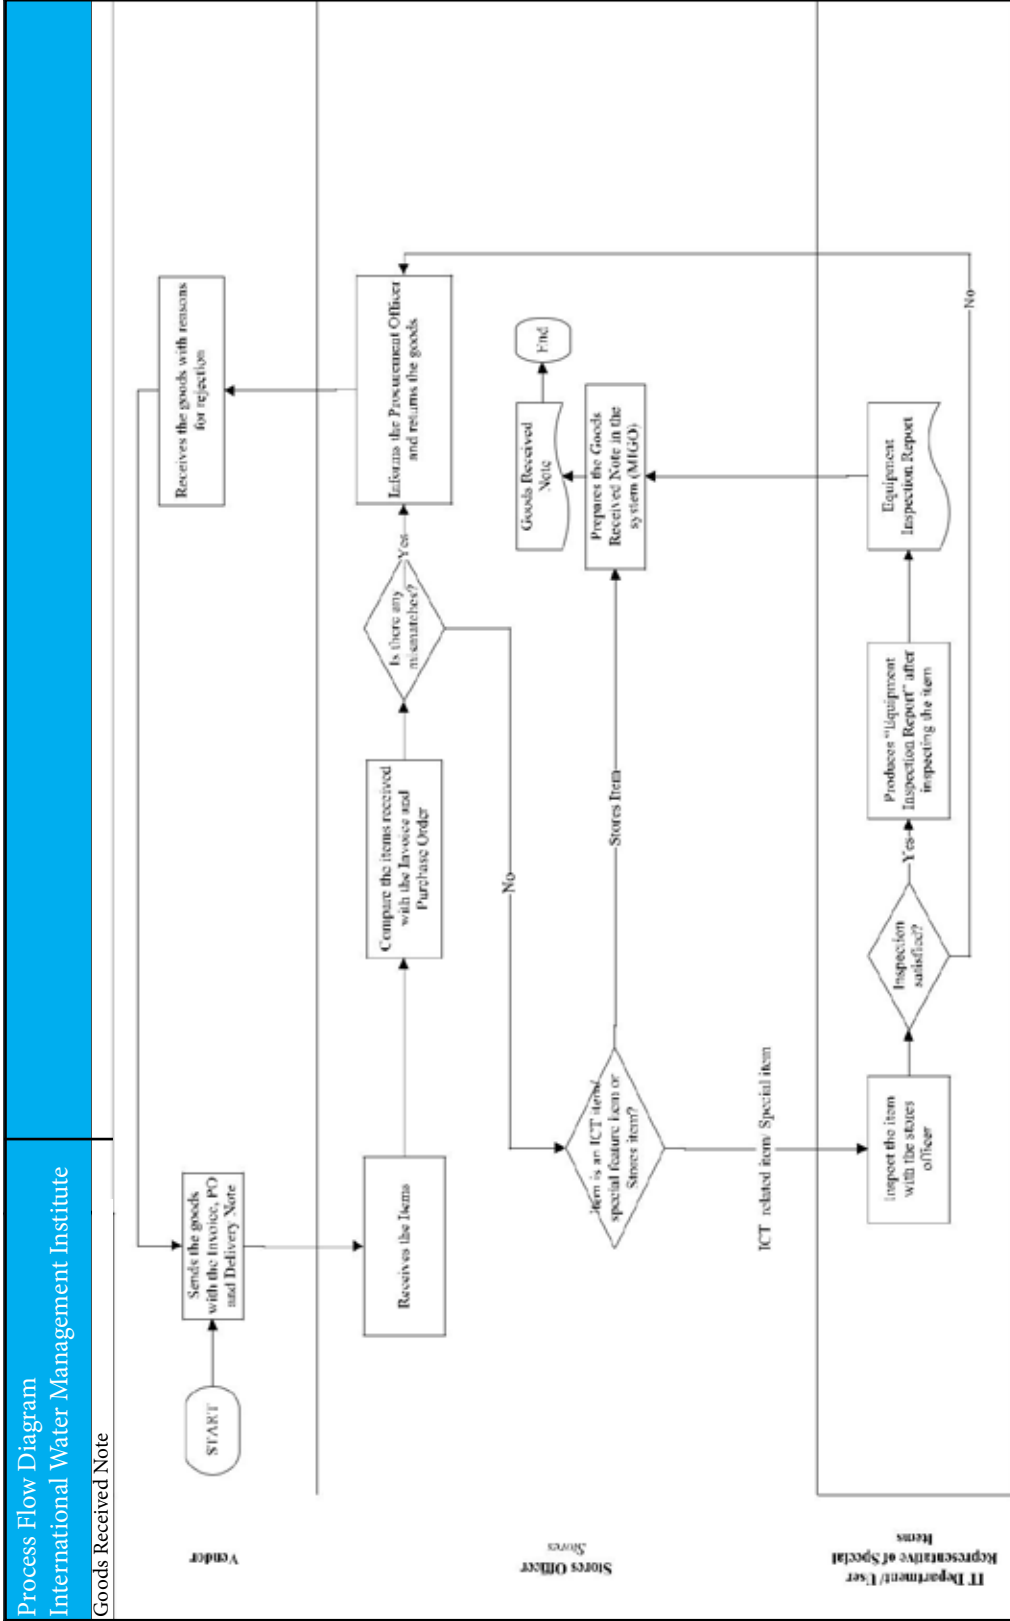 Process Flow Diagram
International Water Management Institute
Goods Received Note
Vendor
START
Sends the goods
with the Invoice, PO
and Delivery Note
Receives the goods with reasons
for rejection
Stores Officer
Stores
Receives the Items
Compare the items received
with the Invoice and
Purchase Order
Is there any
mismatches?
Yes
Informs the Procurement Officer
and returns the goods
No
item is an ICT item/
special feature item or
Stores item?
Stores Item
Prepares the Goods
Received Note in the
system (MIGO)
Goods Received
Note
End
ICT related item/ Special item
IT Department/ User
Representative of Special
Items
Inspect the item
with the stores
officer
Inspection
satisfied?
Yes
Produces "Equipment
Inspection Report" after
inspecting the item
Equipment
Inspection Report
No